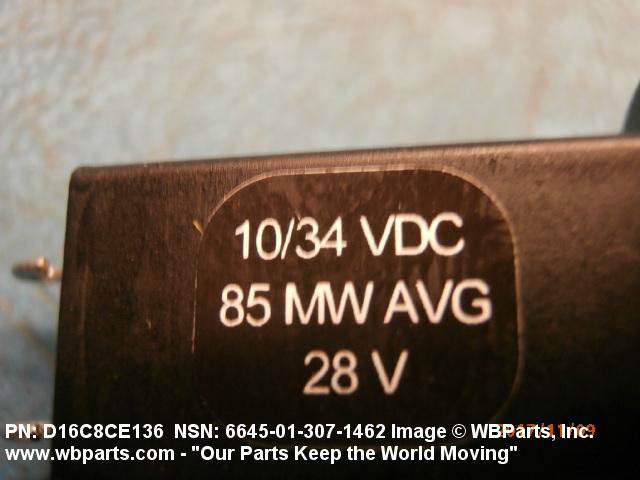 10/34 VDC
85 MW AVG
28 V
PN: D16C8CE136 NSN: 6645-01-307-1462 Image © WBParts, Inc.
www.wbparts.com - "Our Parts Keep the World Moving"